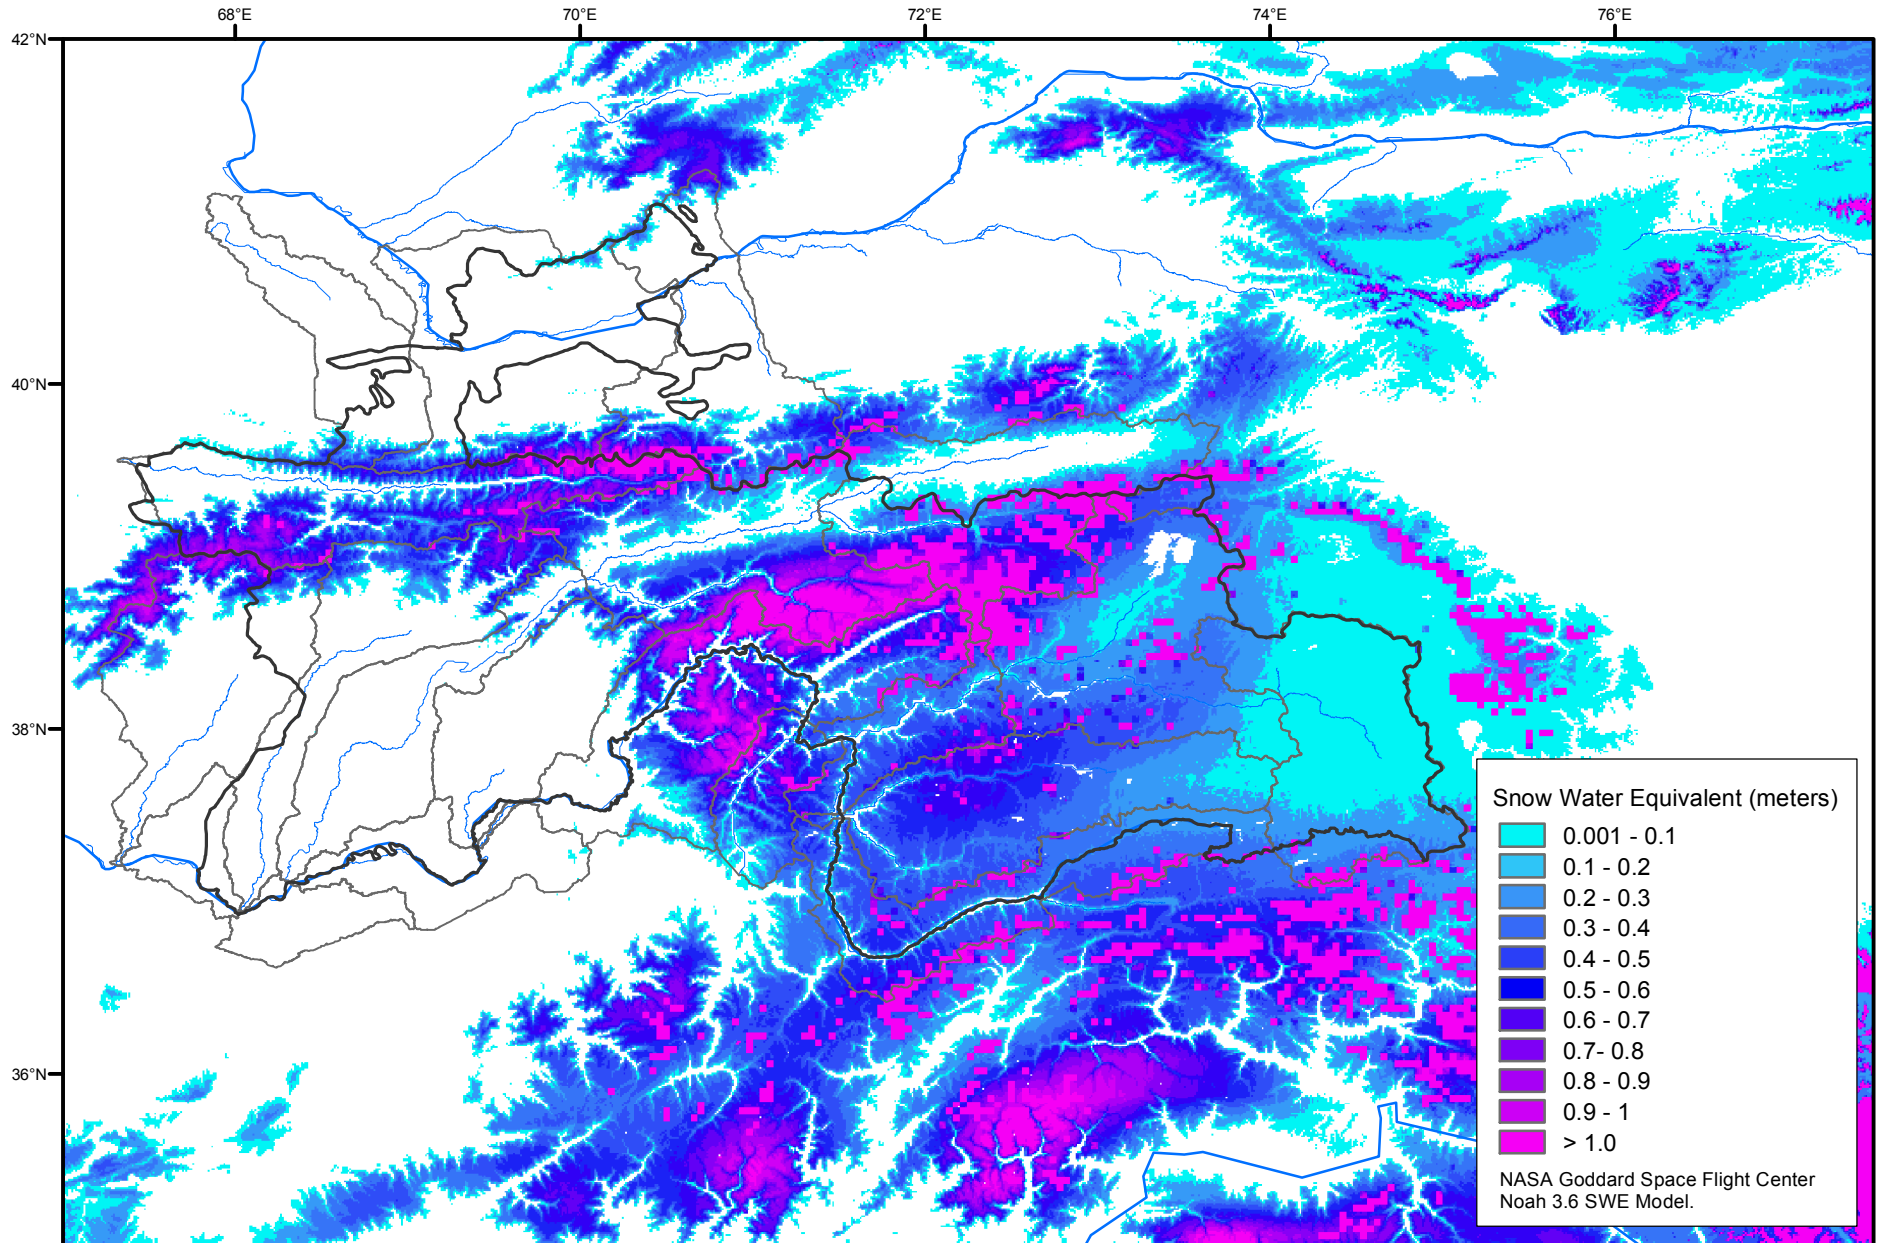 68°E 70°E 72°E 74°E 76°E
42°N
40°N
38°N
36°N
Snow Water Equivalent (meters)
0.001 - 0.1
0.1 - 0.2
0.2 - 0.3
0.3 - 0.4
0.4 - 0.5
0.5 - 0.6
0.6 - 0.7
0.7- 0.8
0.8 - 0.9
0.9 - 1
> 1.0
NASA Goddard Space Flight Center
Noah 3.6 SWE Model.